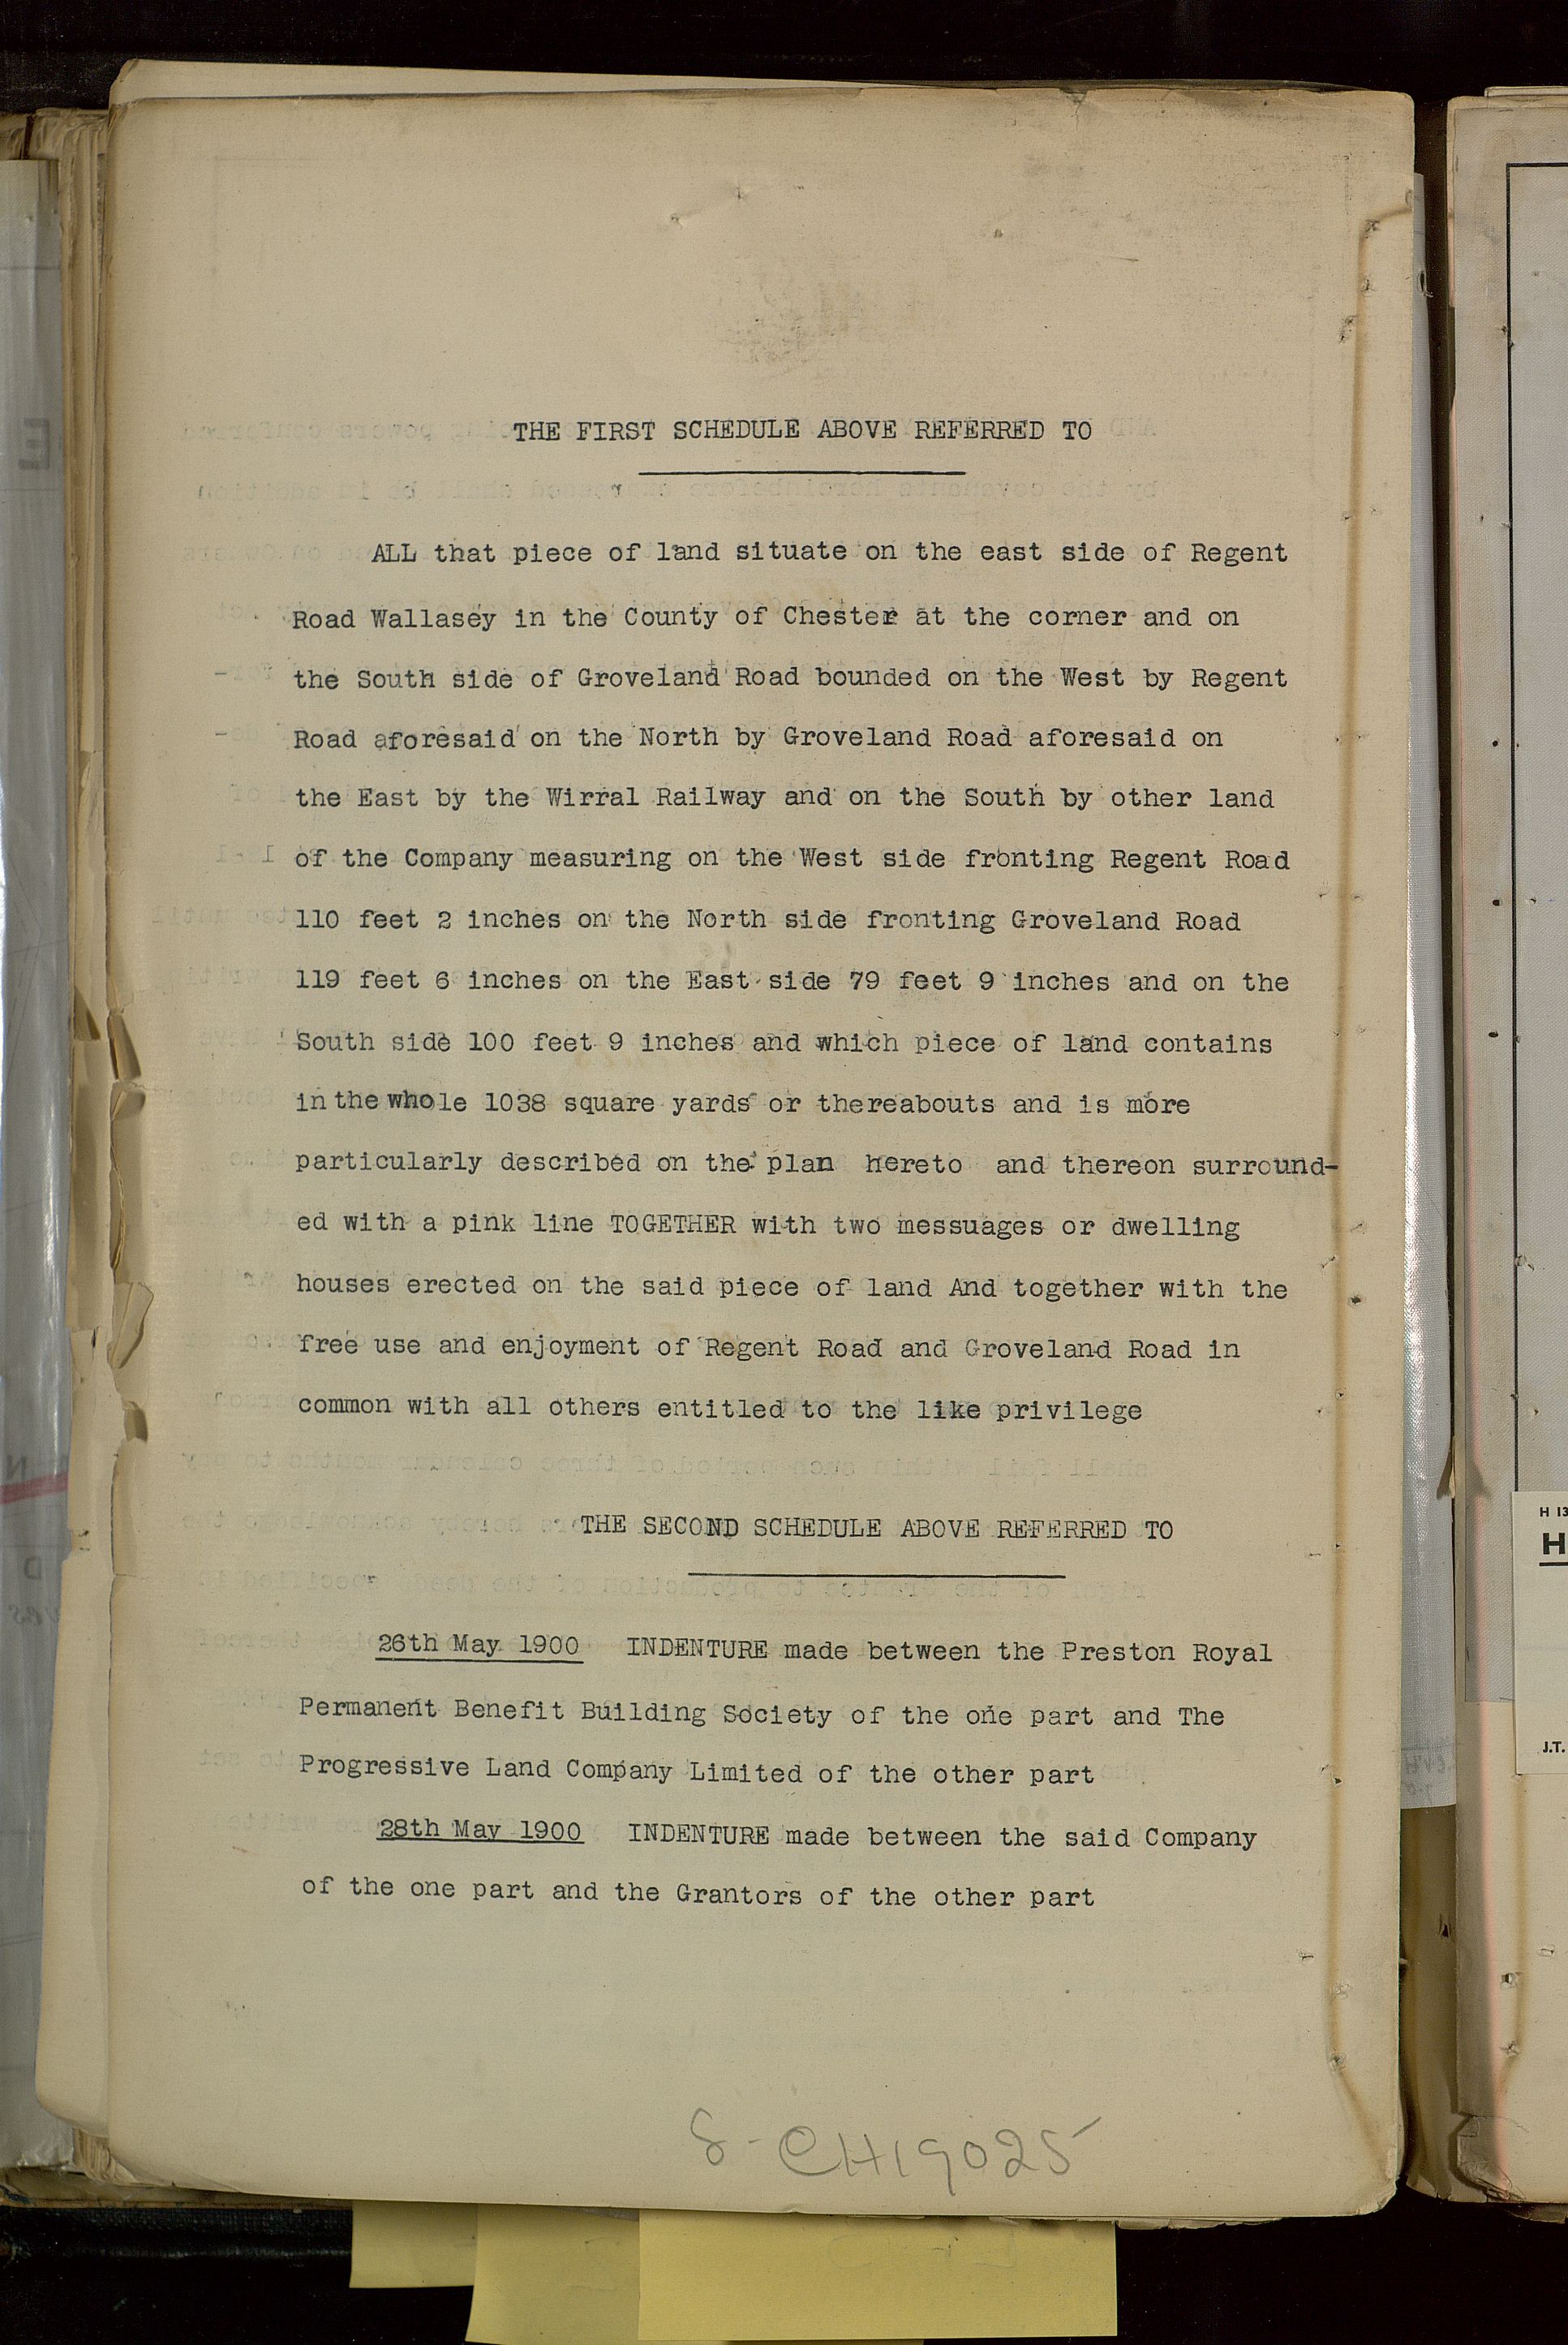 THE FIRST SCHEDULE ABOVE REFERRED TO
ALL that piece of land situate on the east side of Regent
Road Wallasey in the County of Chester at the corner and on
the South side of Groveland Road bounded on the West by Regent
Road aforesaid on the North by Groveland Road aforesaid on
the East by the Wirral Railway and on the South by other land
of the Company measuring on the West side fronting Regent Road
110 feet 2 inches on the North side fronting Groveland Road
119 feet 6 inches on the East side 79 feet 9 inches and on the
South side 100 feet 9 inches and which piece of land contains
in the whole 1038 square yards or thereabouts and is more
particularly described on the plan hereto and thereon surround-
ed with a pink line TOGETHER with two messuages or dwelling
houses erected on the said piece of land And together with the
free use and enjoyment of Regent Road and Groveland Road in
common with all others entitled to the like privilege
THE SECOND SCHEDULE ABOVE REFERRED TO
26th May 1900 INDENTURE made between the Preston Royal
Permanent Benefit Building Society of the one part and The
Progressive Land Company Limited of the other part
28th May 1900 INDENTURE made between the said Company
of the one part and the Grantors of the other part
8-CH19025
H 13
H
J.T.